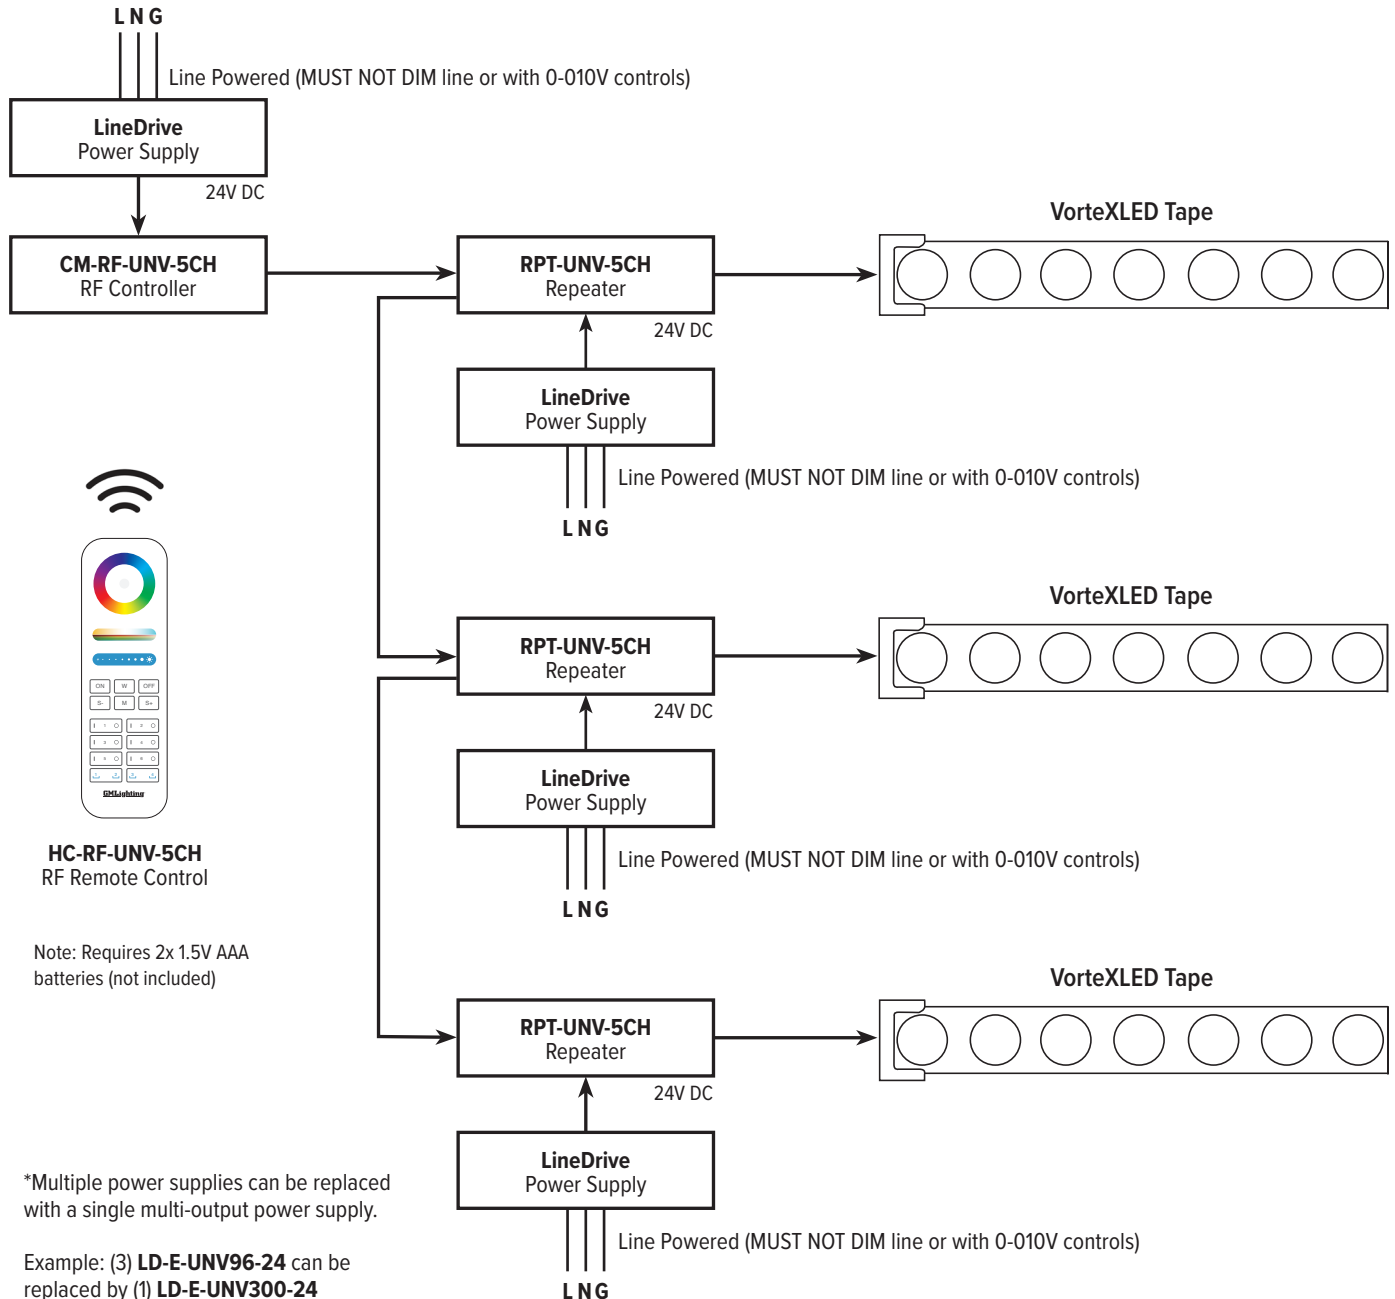 L N G
Line Powered (MUST NOT DIM line or with 0-010V controls)
LineDrive
Power Supply
24V DC
CM-RF-UNV-5CH
RF Controller
RPT-UNV-5CH
Repeater
24V DC
VorteXLED Tape
LineDrive
Power Supply
Line Powered (MUST NOT DIM line or with 0-010V controls)
L N G
ON W OFF
S- M S+
GMLighting
HC-RF-UNV-5CH
RF Remote Control
Note: Requires 2x 1.5V AAA
batteries (not included)
RPT-UNV-5CH
Repeater
24V DC
VorteXLED Tape
LineDrive
Power Supply
Line Powered (MUST NOT DIM line or with 0-010V controls)
L N G
RPT-UNV-5CH
Repeater
24V DC
VorteXLED Tape
LineDrive
Power Supply
Line Powered (MUST NOT DIM line or with 0-010V controls)
L N G
*Multiple power supplies can be replaced
with a single multi-output power supply.
Example: (3) LD-E-UNV96-24 can be
replaced by (1) LD-E-UNV300-24